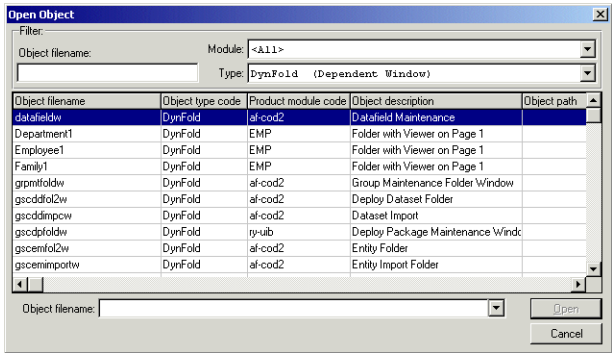 Open Object
Filter:
Object filename:
Module: <All>
Type: DynFold (Dependent Window)
Object filename Object type code Product module code Object description Object path
datafieldw DynFold af-cod2 Datafield Maintenance
Department1 DynFold EMP Folder with Viewer on Page 1
Employee1 DynFold EMP Folder with Viewer on Page 1
Family1 DynFold EMP Folder with Viewer on Page 1
grpmtfoldw DynFold af-cod2 Group Maintenance Folder Window
gscddfol2w DynFold af-cod2 Deploy Dataset Folder
gscddimpcw DynFold af-cod2 Dataset Import
gscdpfoldw DynFold ry-uib Deploy Package Maintenance Windo
gscemfol2w DynFold af-cod2 Entity Folder
gscemimportw DynFold af-cod2 Entity Import Folder
Object filename: Open
Cancel